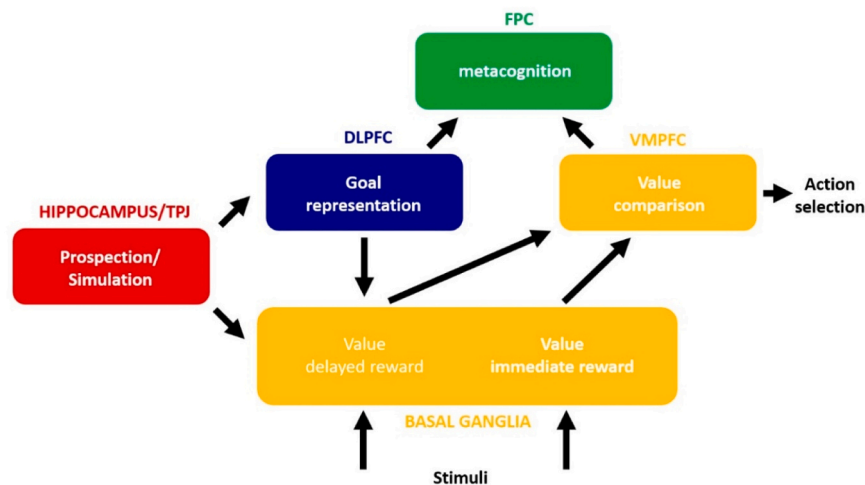 FPC
metacognition
DLPFC
VMPFC
Goal
representation
Value
comparison
Action
selection
HIPPOCAMPUS/TPJ
Prospection/
Simulation
Value
delayed reward
Value
immediate reward
BASAL GANGLIA
Stimuli